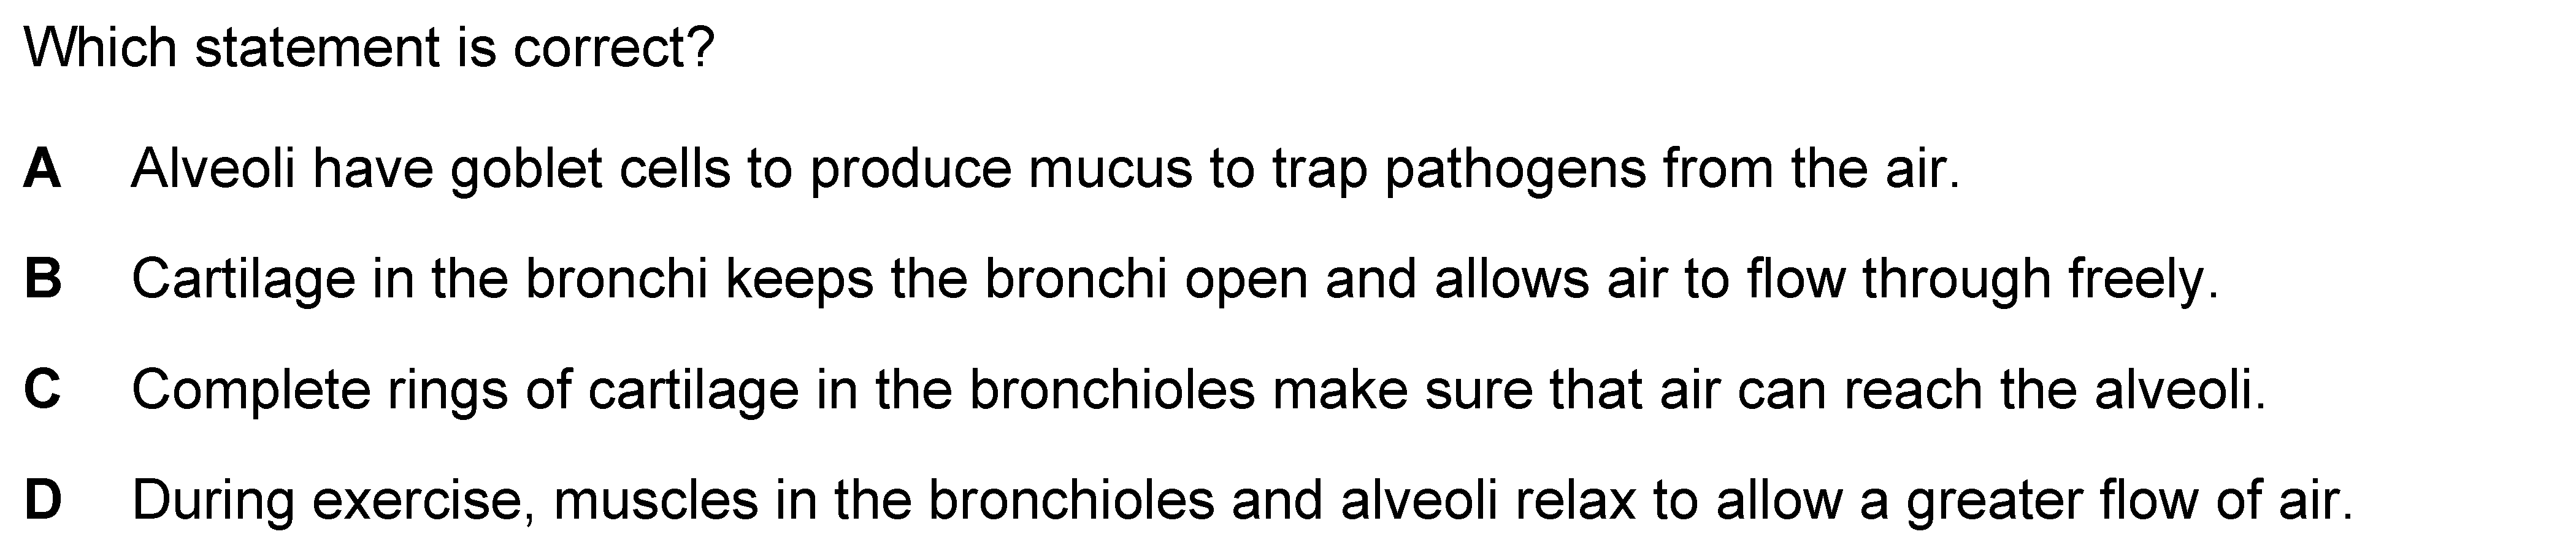 Which statement is correct?
A Alveoli have goblet cells to produce mucus to trap pathogens from the air.
B Cartilage in the bronchi keeps the bronchi open and allows air to flow through freely.
C Complete rings of cartilage in the bronchioles make sure that air can reach the alveoli.
D During exercise, muscles in the bronchioles and alveoli relax to allow a greater flow of air.